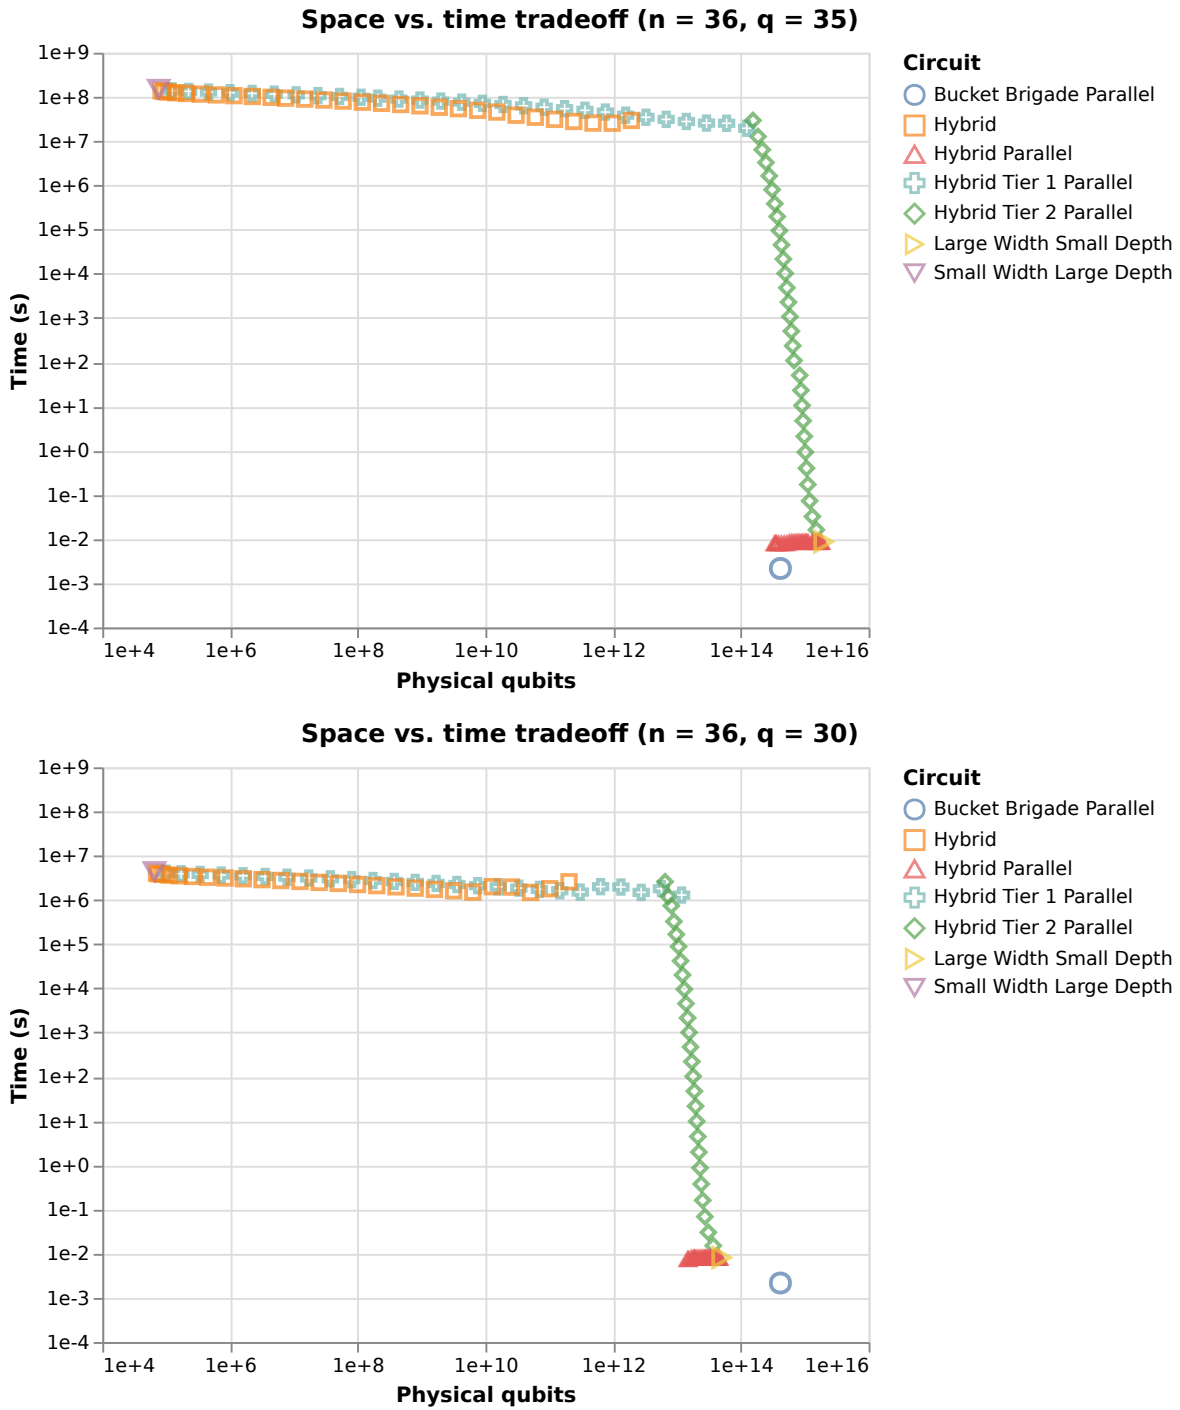 Space vs. time tradeoff (n = 36, q = 35)
1e+9
1e+8
1e+7
1e+6
1e+5
1e+4
1e+3
1e+2
1e+1
1e+0
1e-1
1e-2
1e-3
1e-4
Time (s)
1e+4 1e+6 1e+8 1e+10 1e+12 1e+14 1e+16
Physical qubits
Circuit
Bucket Brigade Parallel
Hybrid
Hybrid Parallel
Hybrid Tier 1 Parallel
Hybrid Tier 2 Parallel
Large Width Small Depth
Small Width Large Depth
Space vs. time tradeoff (n = 36, q = 30)
1e+9
1e+8
1e+7
1e+6
1e+5
1e+4
1e+3
1e+2
1e+1
1e+0
1e-1
1e-2
1e-3
1e-4
Time (s)
1e+4 1e+6 1e+8 1e+10 1e+12 1e+14 1e+16
Physical qubits
Circuit
Bucket Brigade Parallel
Hybrid
Hybrid Parallel
Hybrid Tier 1 Parallel
Hybrid Tier 2 Parallel
Large Width Small Depth
Small Width Large Depth